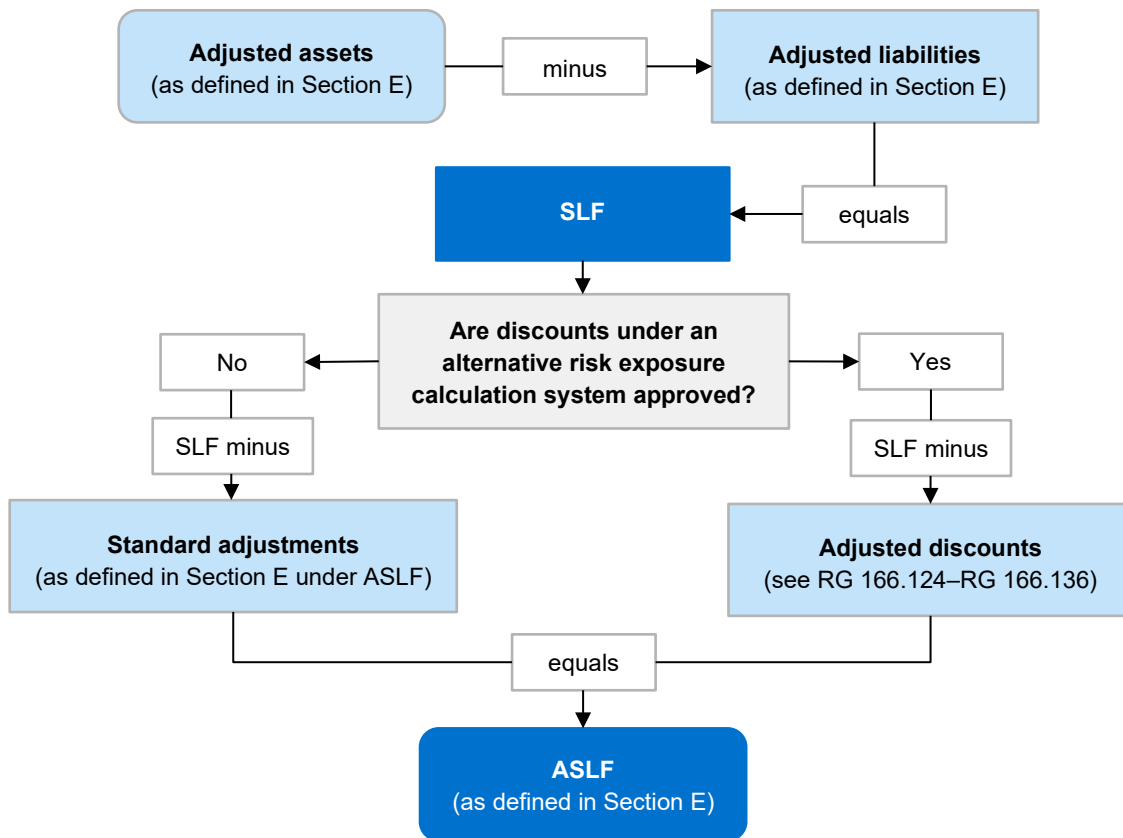 Adjusted assets
(as defined in Section E)
minus
Adjusted liabilities
(as defined in Section E)
equals
SLF
Are discounts under an
alternative risk exposure
calculation system approved?
No
Yes
SLF minus
SLF minus
Standard adjustments
(as defined in Section E under ASLF)
Adjusted discounts
(see RG 166.124–RG 166.136)
equals
ASLF
(as defined in Section E)